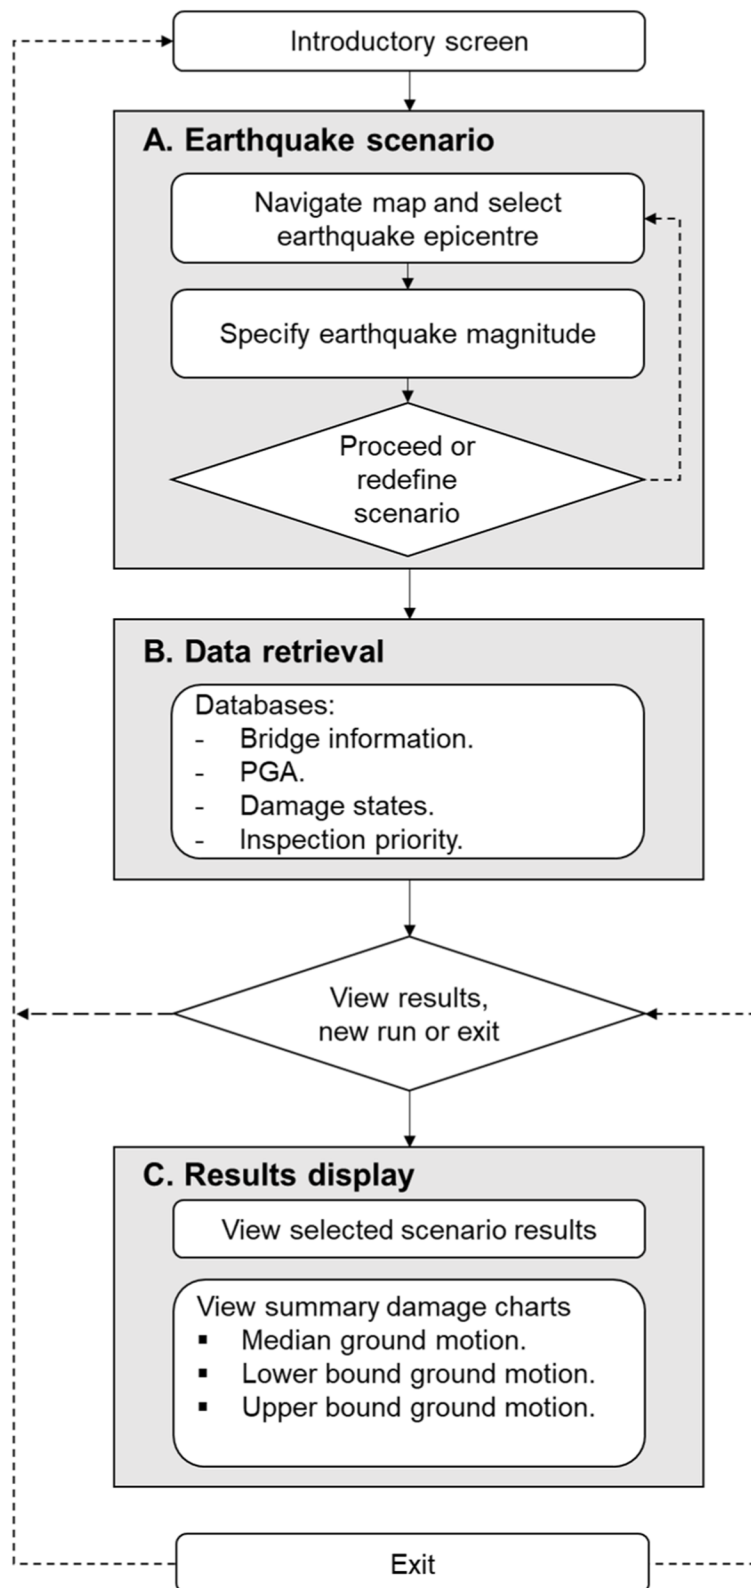 Introductory screen
A. Earthquake scenario
Navigate map and select
earthquake epicentre
Specify earthquake magnitude
Proceed or
redefine
scenario
B. Data retrieval
Databases:
- Bridge information.
- PGA.
- Damage states.
- Inspection priority.
View results,
new run or exit
C. Results display
View selected scenario results
View summary damage charts
▪ Median ground motion.
▪ Lower bound ground motion.
▪ Upper bound ground motion.
Exit